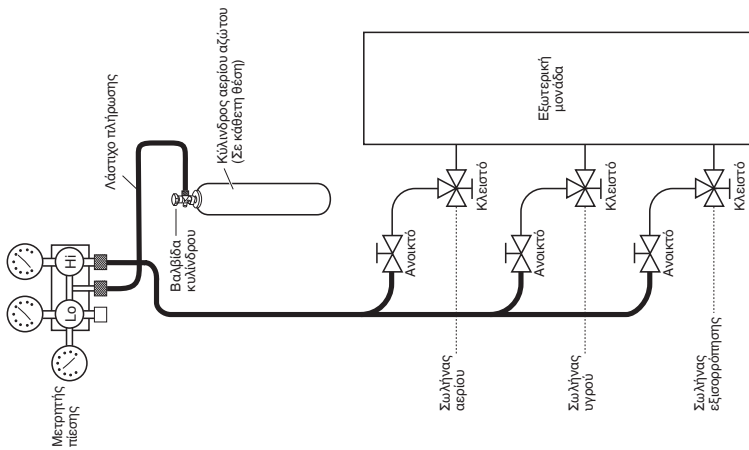 Μετρητής
πίεσης
Lo
Hi
Λάστιχο πλήρωσης
Βαλβίδα
κυλίνδρου
Κύλινδρος αερίου αζώτου
(Σε κάθετη θέση)
Εξωτερική
μονάδα
Ανοικτό
Κλειστό
Σωλήνας
αερίου
Ανοικτό
Κλειστό
Σωλήνας
υγρού
Ανοικτό
Κλειστό
Σωλήνας
εξισορρόπησης